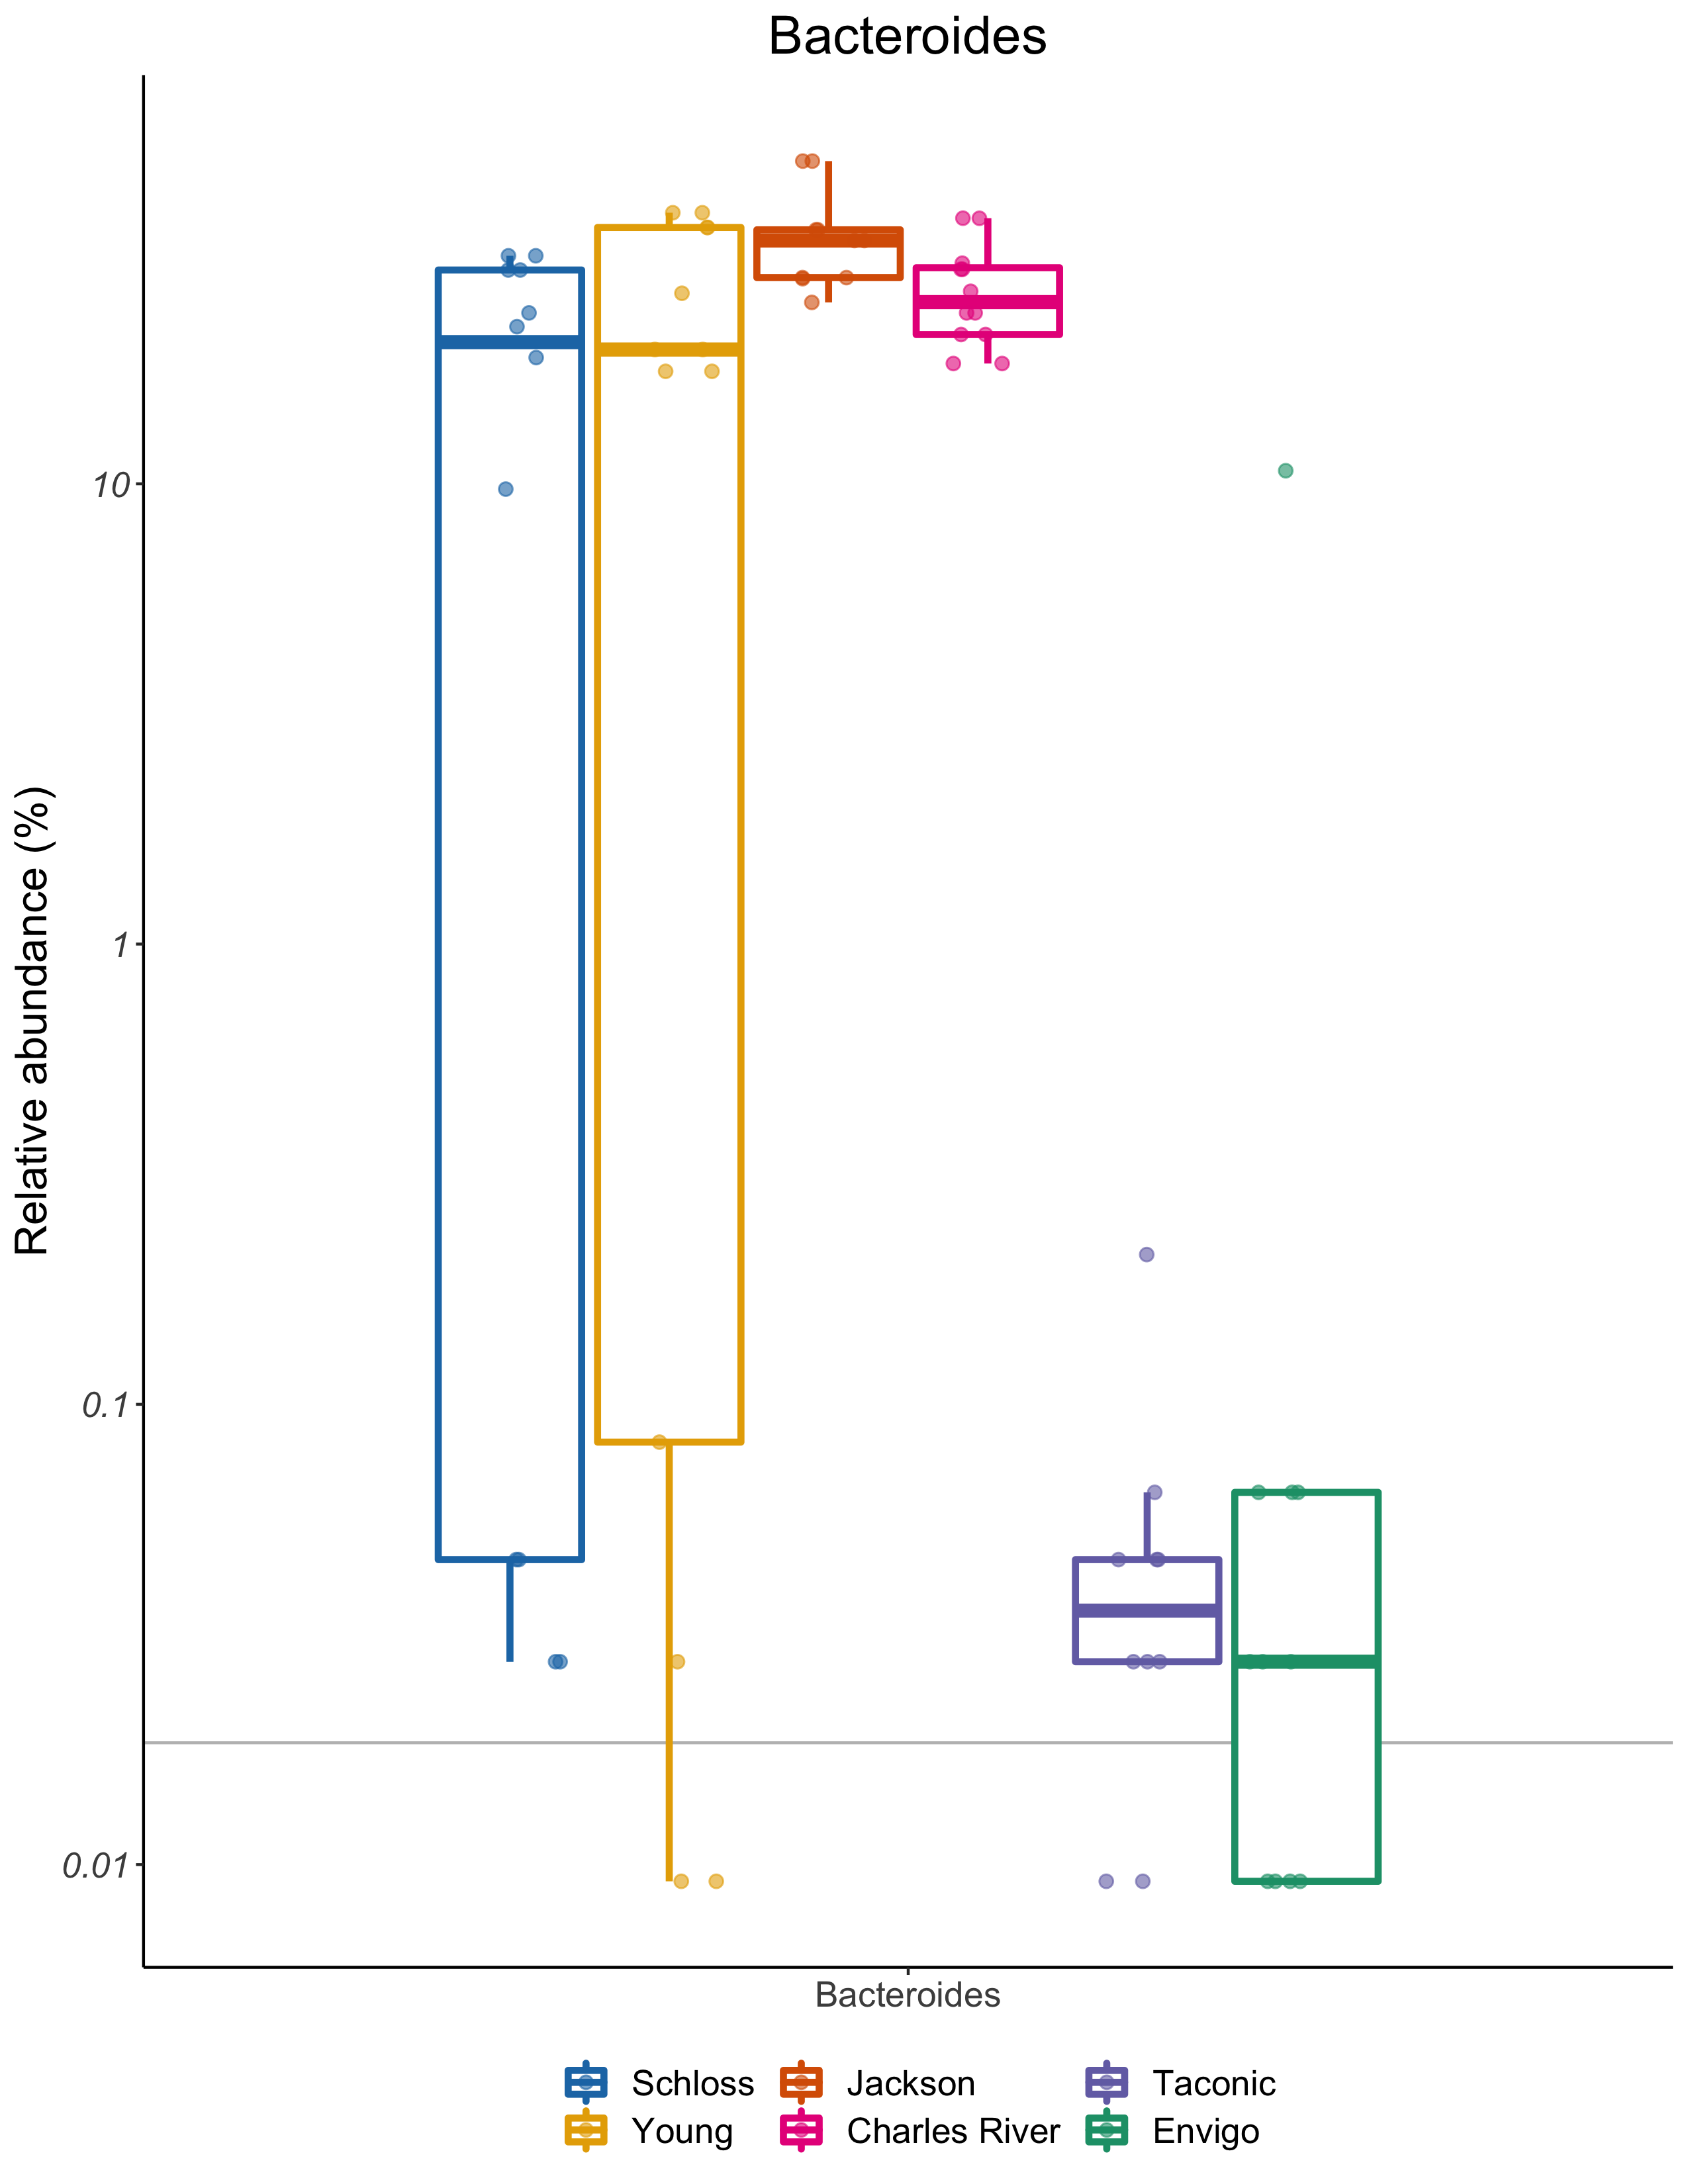 Bacteroides
Relative abundance (%)
10
1
0.1
0.01
Bacteroides
Schloss
Jackson
Taconic
Young
Charles River
Envigo